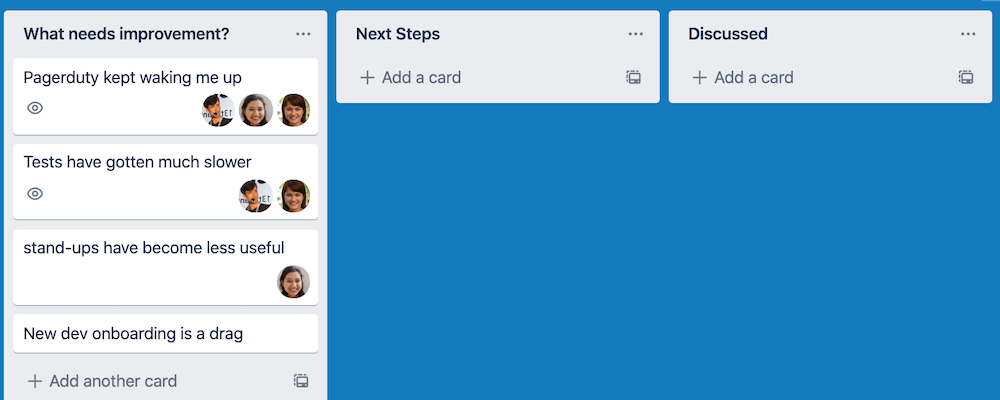 What needs improvement?
Pagerduty kept waking me up
Tests have gotten much slower
stand-ups have become less useful
New dev onboarding is a drag
Add another card
Next Steps
Add a card
Discussed
Add a card